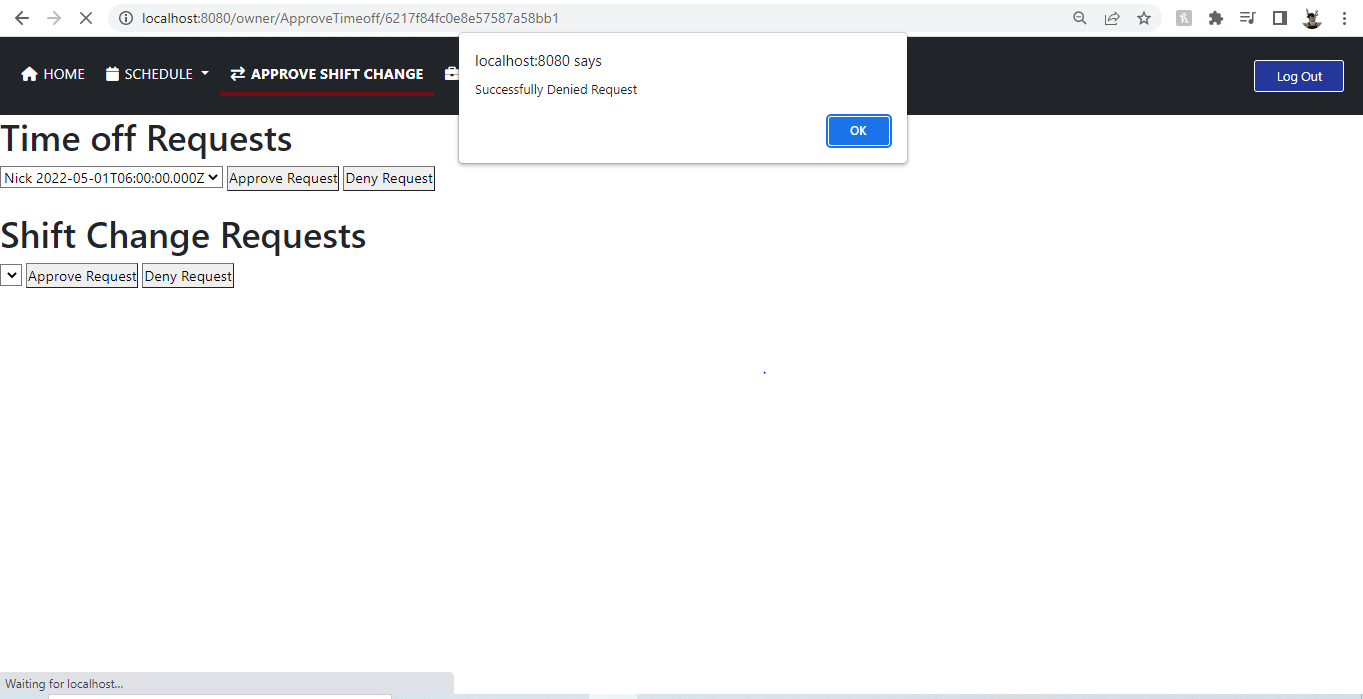 localhost:8080/owner/ApproveTimeoff/6217f84fc0e8e57587a58bb1
HOME SCHEDULE APPROVE SHIFT CHANGE Log Out
localhost:8080 says
Successfully Denied Request
OK
Time off Requests
Nick 2022-05-01T06:00:00.000Z Approve Request Deny Request
Shift Change Requests
Approve Request Deny Request
Waiting for localhost...